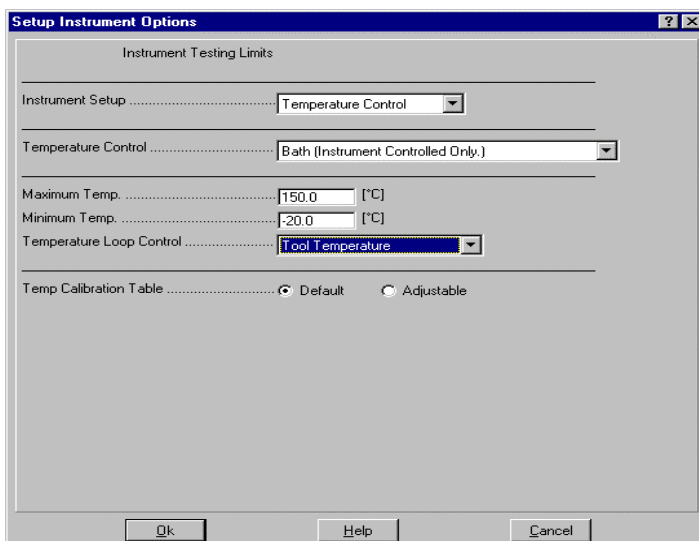 Setup Instrument Options
Instrument Testing Limits
Instrument Setup ........................................ Temperature Control
Temperature Control .................................. Bath (Instrument Controlled Only.)
Maximum Temp. ......................................... 150.0 [°C]
Minimum Temp. .......................................... -20.0 [°C]
Temperature Loop Control ......................... Tool Temperature
Temp Calibration Table .............................. Default Adjustable
Ok Help Cancel